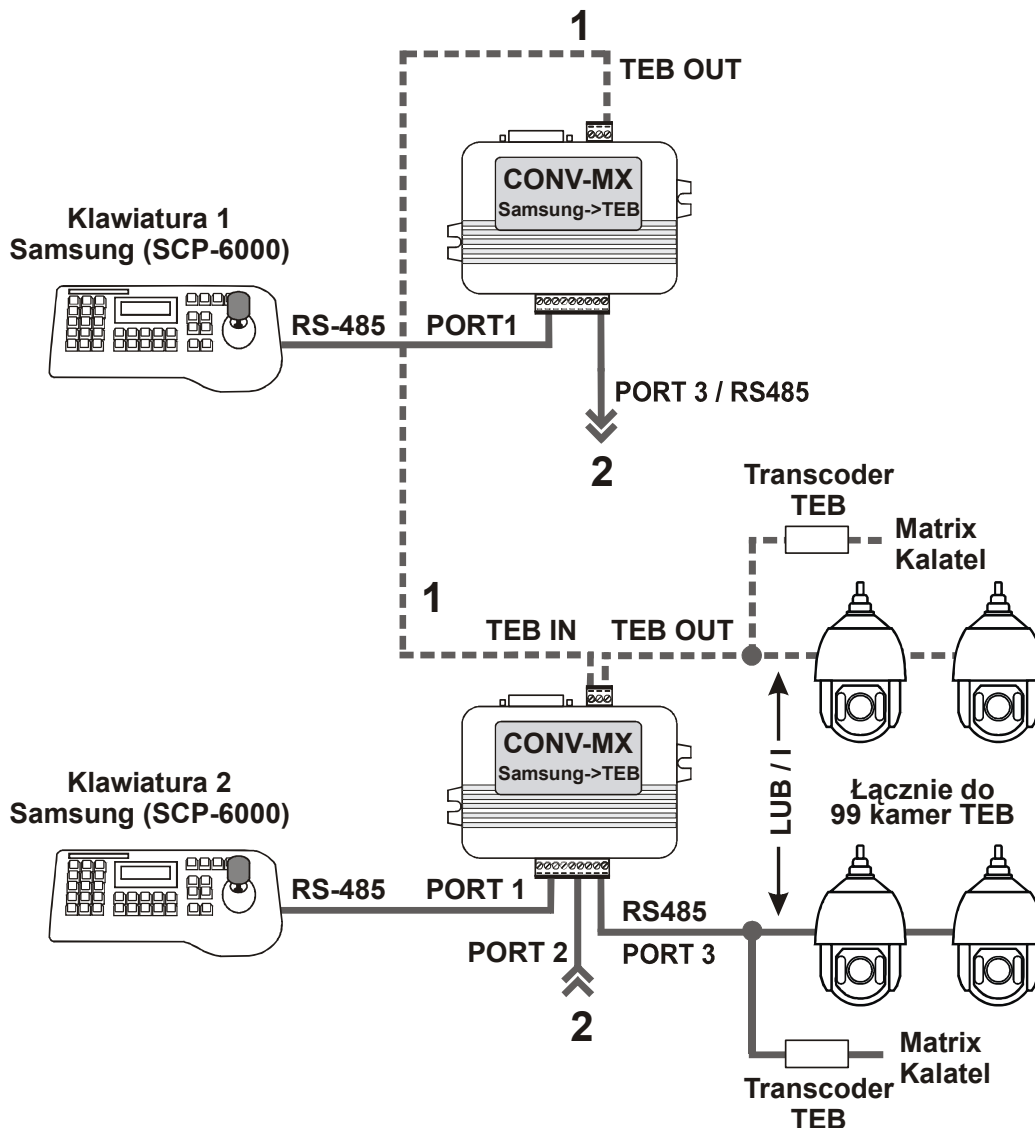 1
TEB OUT
CONV-MX
Samsung->TEB
Klawiatura 1
Samsung (SCP-6000)
RS-485
PORT1
PORT 3 / RS485
2
Transcoder
TEB
Matrix
Kalatel
1
TEB IN
TEB OUT
CONV-MX
Samsung->TEB
LUB / I
Klawiatura 2
Samsung (SCP-6000)
Łącznie do
99 kamer TEB
RS-485
PORT 1
RS485
PORT 2
PORT 3
2
Matrix
Kalatel
Transcoder
TEB